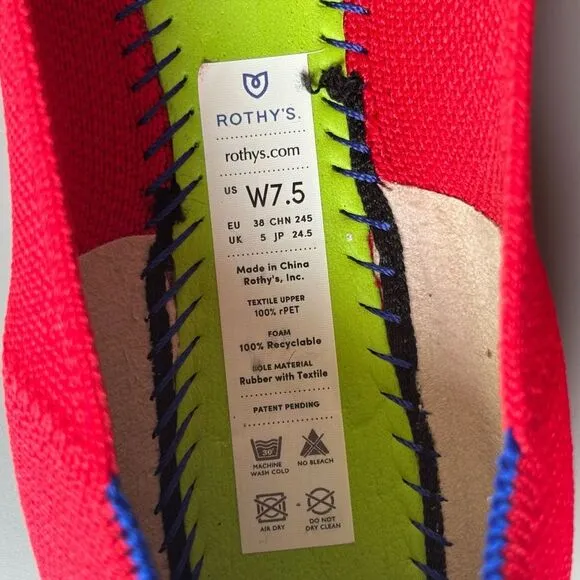 ROTHY'S.
rothys.com
US W7.5
EU 38 CHN 245
UK 5 JP 24.5
Made in China
Rothy's, Inc.
TEXTILE UPPER
100% rPET
FOAM
100% Recyclable
SOLE MATERIAL
Rubber with Textile
PATENT PENDING
30°
MACHINE WASH COLD
NO BLEACH
AIR DRY - DO NOT DRY CLEAN